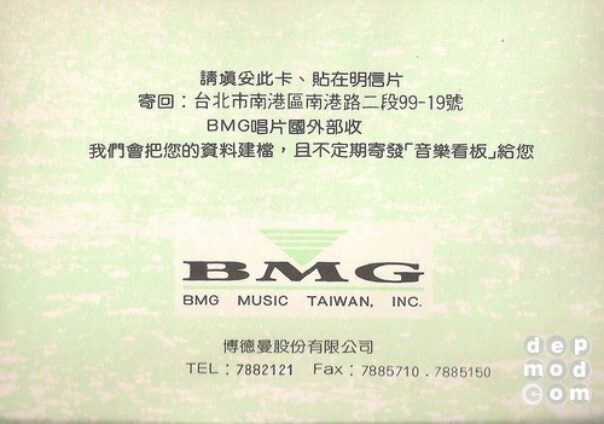 請塡妥此卡、貼在明信片
寄回：台北市南港區南港路二段99-19號
BMG唱片國外部收
我們會把您的資料建檔，且不定期寄發「音樂看板」給您
BMG
BMG MUSIC TAIWAN, INC.
博德曼股份有限公司
TEL：7882121 Fax：7885710．7885150
dep
mod
com